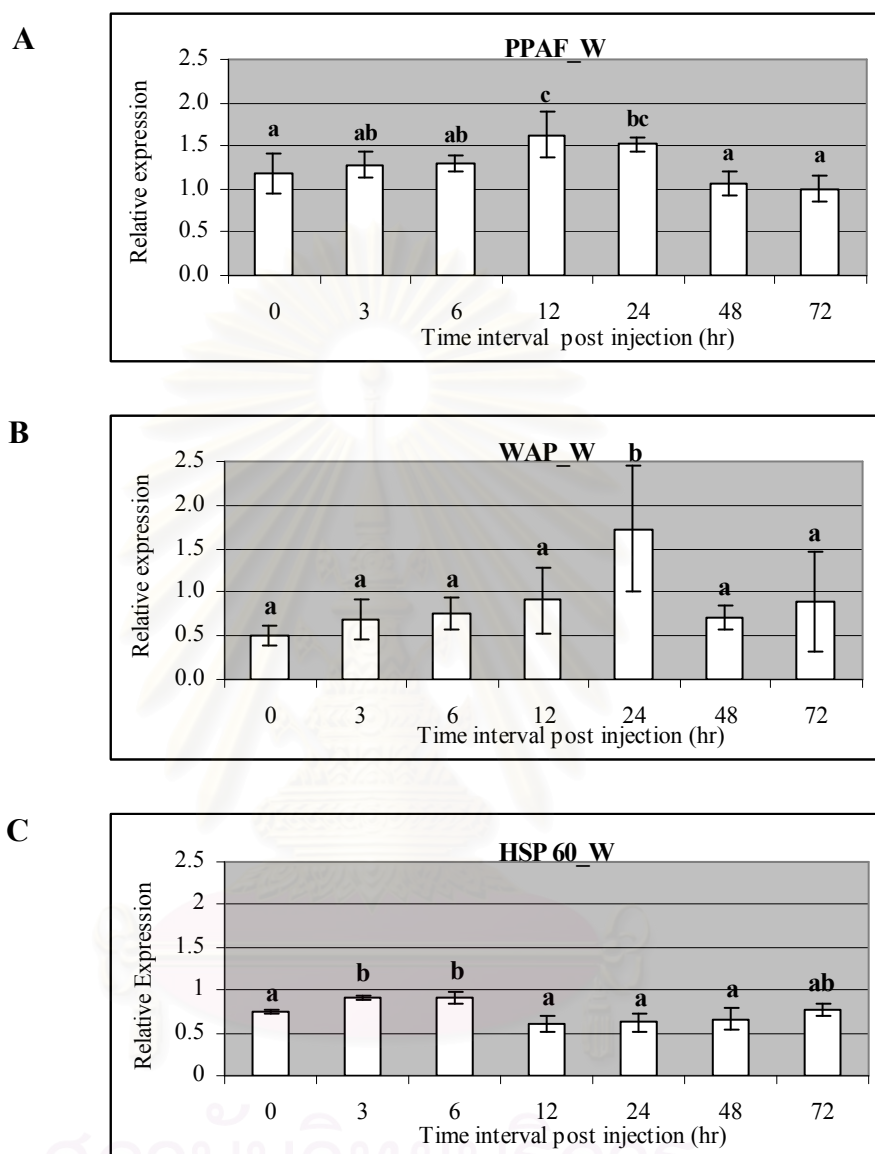 A
PPAF_W
2.5
2.0
1.5
1.0
0.5
0.0
Relative expression
a ab ab c bc a a
0 3 6 12 24 48 72
Time interval post injection (hr)
B
WAP_W
2.5
2.0
1.5
1.0
0.5
0.0
Relative expression
a a a a b a a
0 3 6 12 24 48 72
Time interval post injection (hr)
C
HSP 60_W
2.5
2
1.5
1
0.5
0
Relative Expression
a b b a a a ab
0 3 6 12 24 48 72
Time interval post injection (hr)